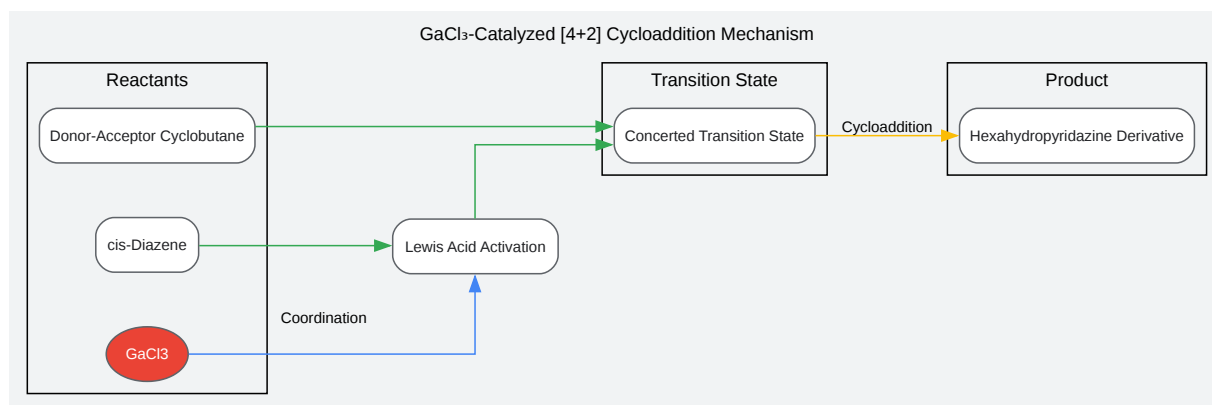 GaCl₃-Catalyzed [4+2] Cycloaddition Mechanism
Reactants
Transition State
Product
Donor-Acceptor Cyclobutane
Concerted Transition State
Cycloaddition
Hexahydropyridazine Derivative
cis-Diazene
Lewis Acid Activation
Coordination
GaCl3